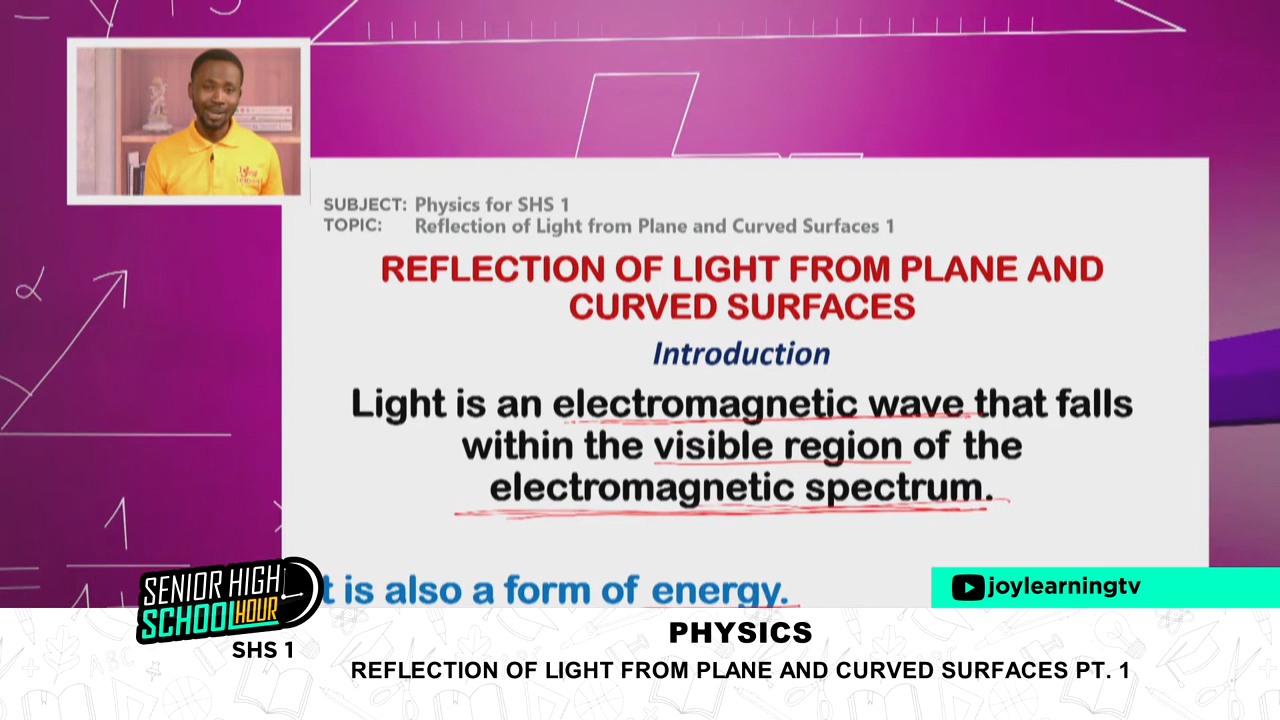 SUBJECT: Physics for SHS 1
TOPIC: Reflection of Light from Plane and Curved Surfaces 1
REFLECTION OF LIGHT FROM PLANE AND
CURVED SURFACES
Introduction
Light is an electromagnetic wave that falls
within the visible region of the
electromagnetic spectrum.
t is also a form of energy.
SENIOR HIGH
SCHOOL HOUR
SHS 1
joylearningtv
PHYSICS
REFLECTION OF LIGHT FROM PLANE AND CURVED SURFACES PT. 1